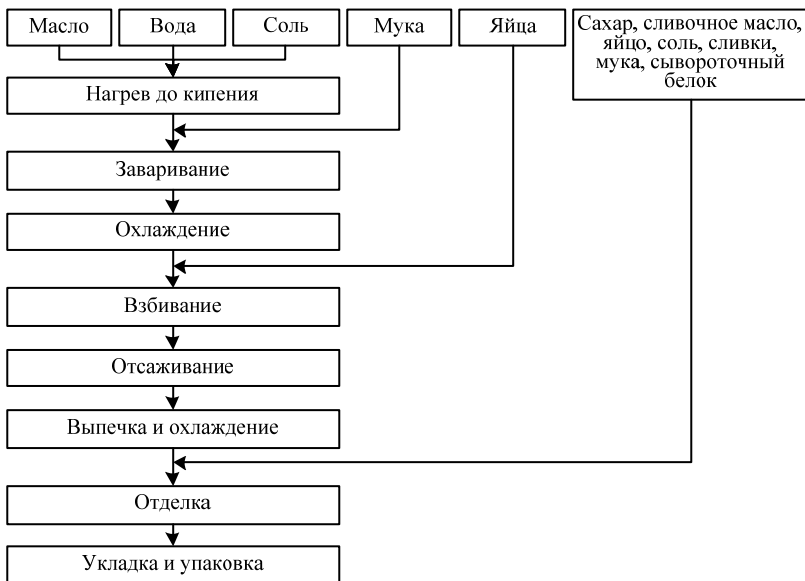 Масло
Вода
Соль
Мука
Яйца
Сахар, сливочное масло,
яйцо, соль, сливки,
мука, сывороточный
белок
Нагрев до кипения
Заваривание
Охлаждение
Взбивание
Отсаживание
Выпечка и охлаждение
Отделка
Укладка и упаковка